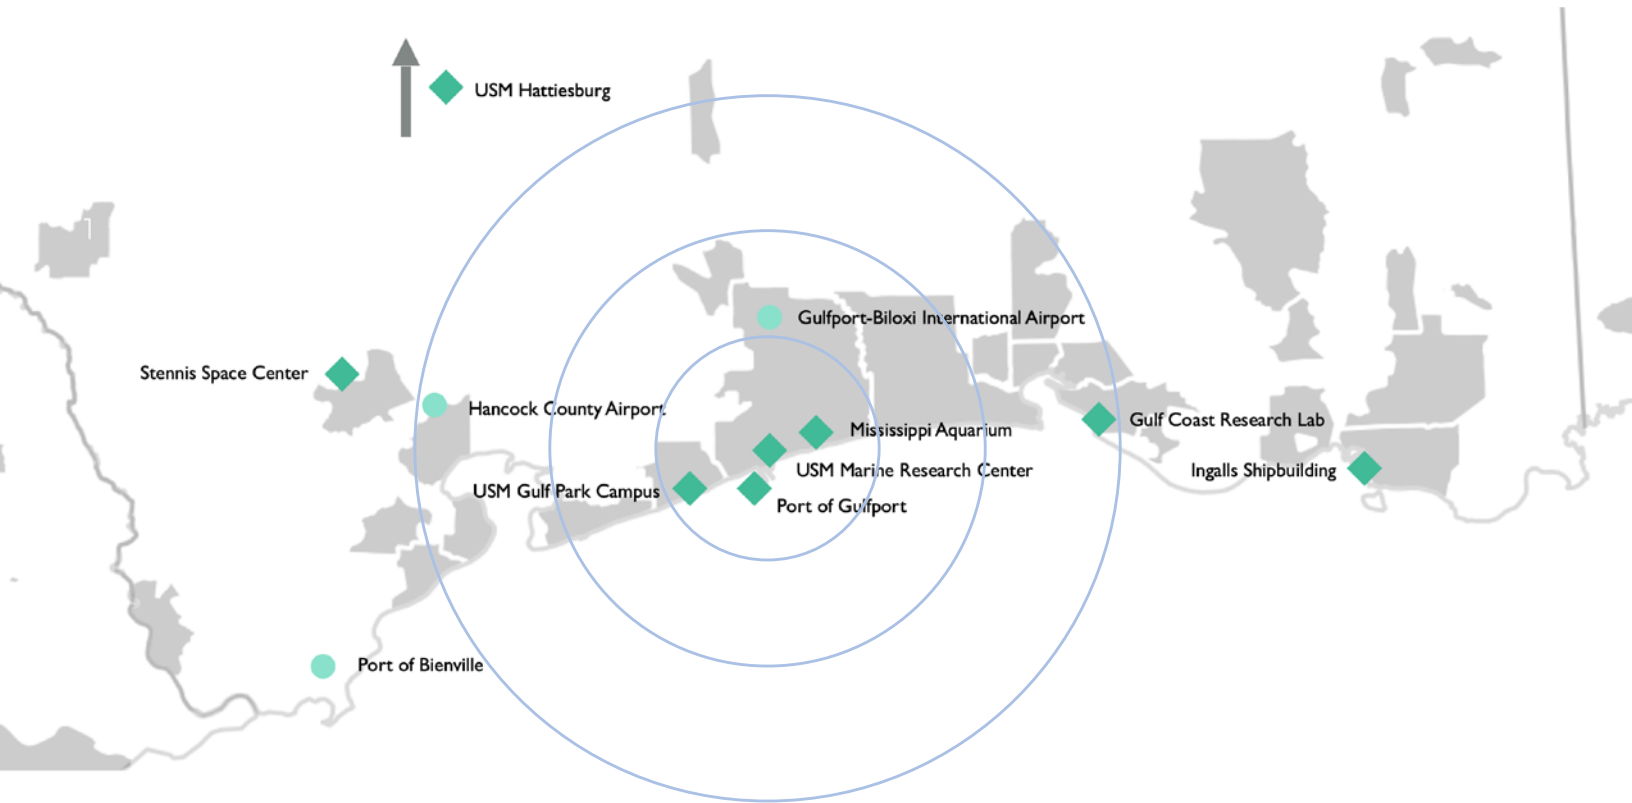 USM Hattiesburg
Gulfport-Biloxi International Airport
Stennis Space Center
Hancock County Airport
Gulf Coast Research Lab
Mississippi Aquarium
USM Marine Research Center
Ingalls Shipbuilding
USM Gulf Park Campus
Port of Gulfport
Port of Bienville